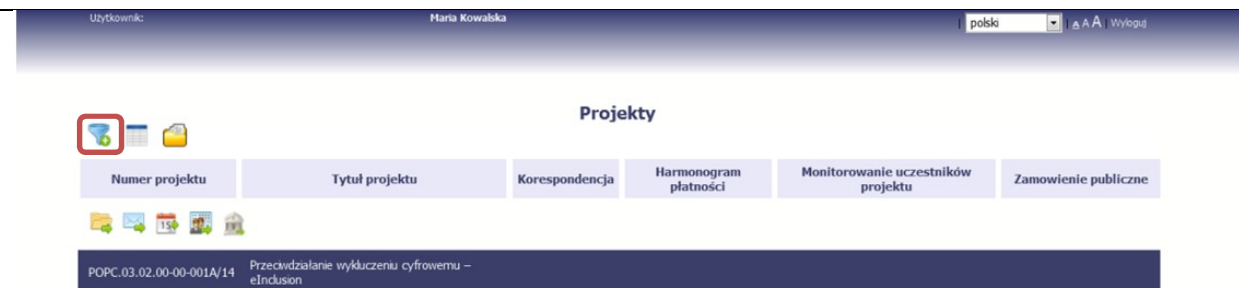 Użytkownik: Maria Kowalska | polski | A A A | Wyloguj
Projekty
Numer projektu Tytuł projektu Korespondencja Harmonogram płatności Monitorowanie uczestników projektu Zamowienie publiczne
15
POPC.03.02.00-00-001A/14 Przeciwdziałanie wykluczeniu cyfrowemu –
eInclusion